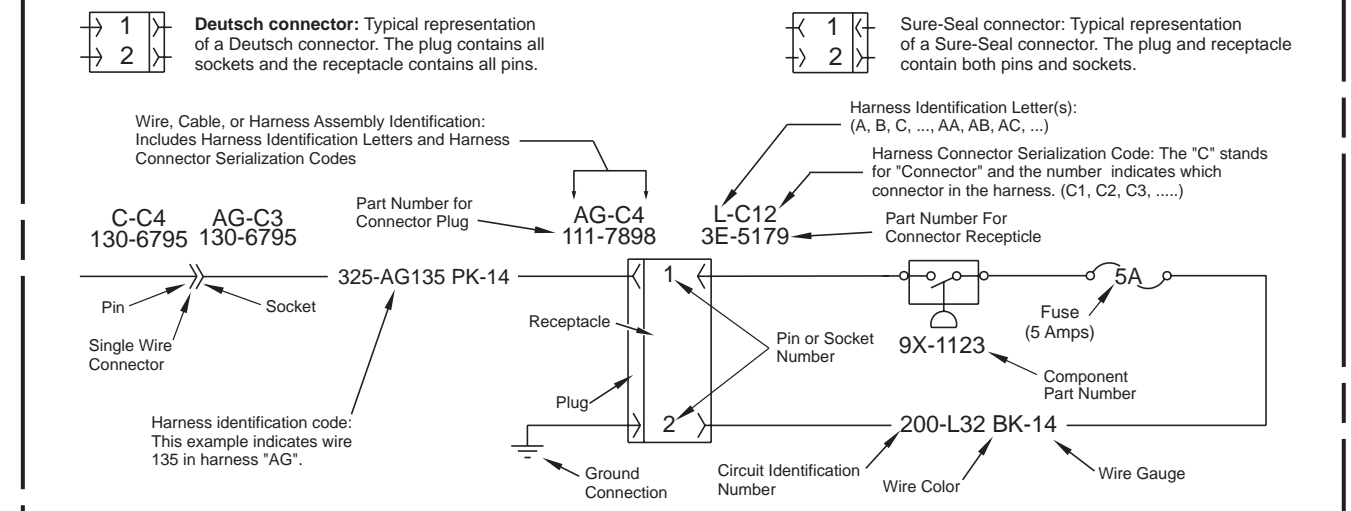 1
2
Deutsch connector: Typical representation
of a Deutsch connector. The plug contains all
sockets and the receptacle contains all pins.
1
2
Sure-Seal connector: Typical representation
of a Sure-Seal connector. The plug and receptacle
contain both pins and sockets.
Wire, Cable, or Harness Assembly Identification:
Includes Harness Identification Letters and Harness
Connector Serialization Codes
Harness Identification Letter(s):
(A, B, C, ..., AA, AB, AC, ...)
Harness Connector Serialization Code: The "C" stands
for "Connector" and the number indicates which
connector in the harness. (C1, C2, C3, .....)
C-C4
130-6795
AG-C3
130-6795
Part Number for
Connector Plug
AG-C4
111-7898
L-C12
3E-5179
Part Number For
Connector Recepticle
325-AG135 PK-14
1
5A
Pin
Socket
Single Wire
Connector
Receptacle
Pin or Socket
Number
9X-1123
Fuse
(5 Amps)
Component
Part Number
Plug
2
200-L32 BK-14
Harness identification code:
This example indicates wire
135 in harness "AG".
Ground
Connection
Circuit Identification
Number
Wire Color
Wire Gauge